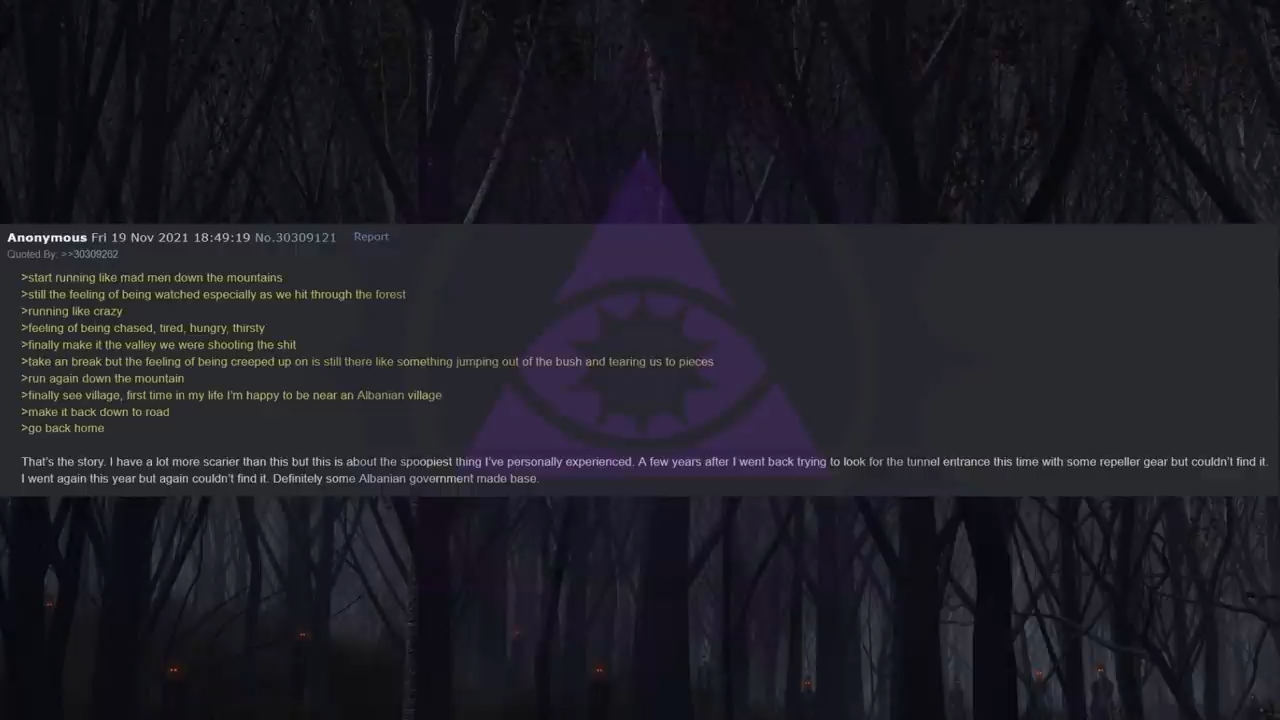 Anonymous Fri 19 Nov 2021 18:49:19 No.30309121 Report
Quoted By: >>30309262
>start running like mad men down the mountains
>still the feeling of being watched especially as we hit through the forest
>running like crazy
>feeling of being chased, tired, hungry, thirsty
>finally make it the valley we were shooting the shit
>take an break but the feeling of being creeped up on is still there like something jumping out of the bush and tearing us to pieces
>run again down the mountain
>finally see village, first time in my life I'm happy to be near an Albanian village
>make it back down to road
>go back home
That's the story. I have a lot more scarier than this but this is about the spoopiest thing I've personally experienced. A few years after I went back trying to look for the tunnel entrance this time with some repeller gear but couldn't find it.
I went again this year but again couldn't find it. Definitely some Albanian government made base.